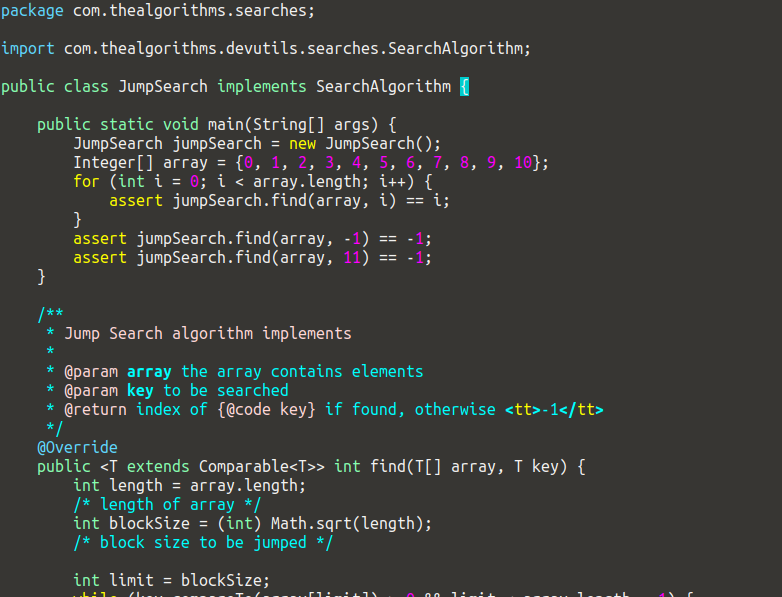 package com.thealgorithms.searches;

import com.thealgorithms.devutils.searches.SearchAlgorithm;

public class JumpSearch implements SearchAlgorithm {

    public static void main(String[] args) {
        JumpSearch jumpSearch = new JumpSearch();
        Integer[] array = {0, 1, 2, 3, 4, 5, 6, 7, 8, 9, 10};
        for (int i = 0; i < array.length; i++) {
            assert jumpSearch.find(array, i) == i;
        }
        assert jumpSearch.find(array, -1) == -1;
        assert jumpSearch.find(array, 11) == -1;
    }

    /**
     * Jump Search algorithm implements
     *
     * @param array the array contains elements
     * @param key to be searched
     * @return index of {@code key} if found, otherwise <tt>-1</tt>
     */
    @Override
    public <T extends Comparable<T>> int find(T[] array, T key) {
        int length = array.length;
        /* length of array */
        int blockSize = (int) Math.sqrt(length);
        /* block size to be jumped */

        int limit = blockSize;